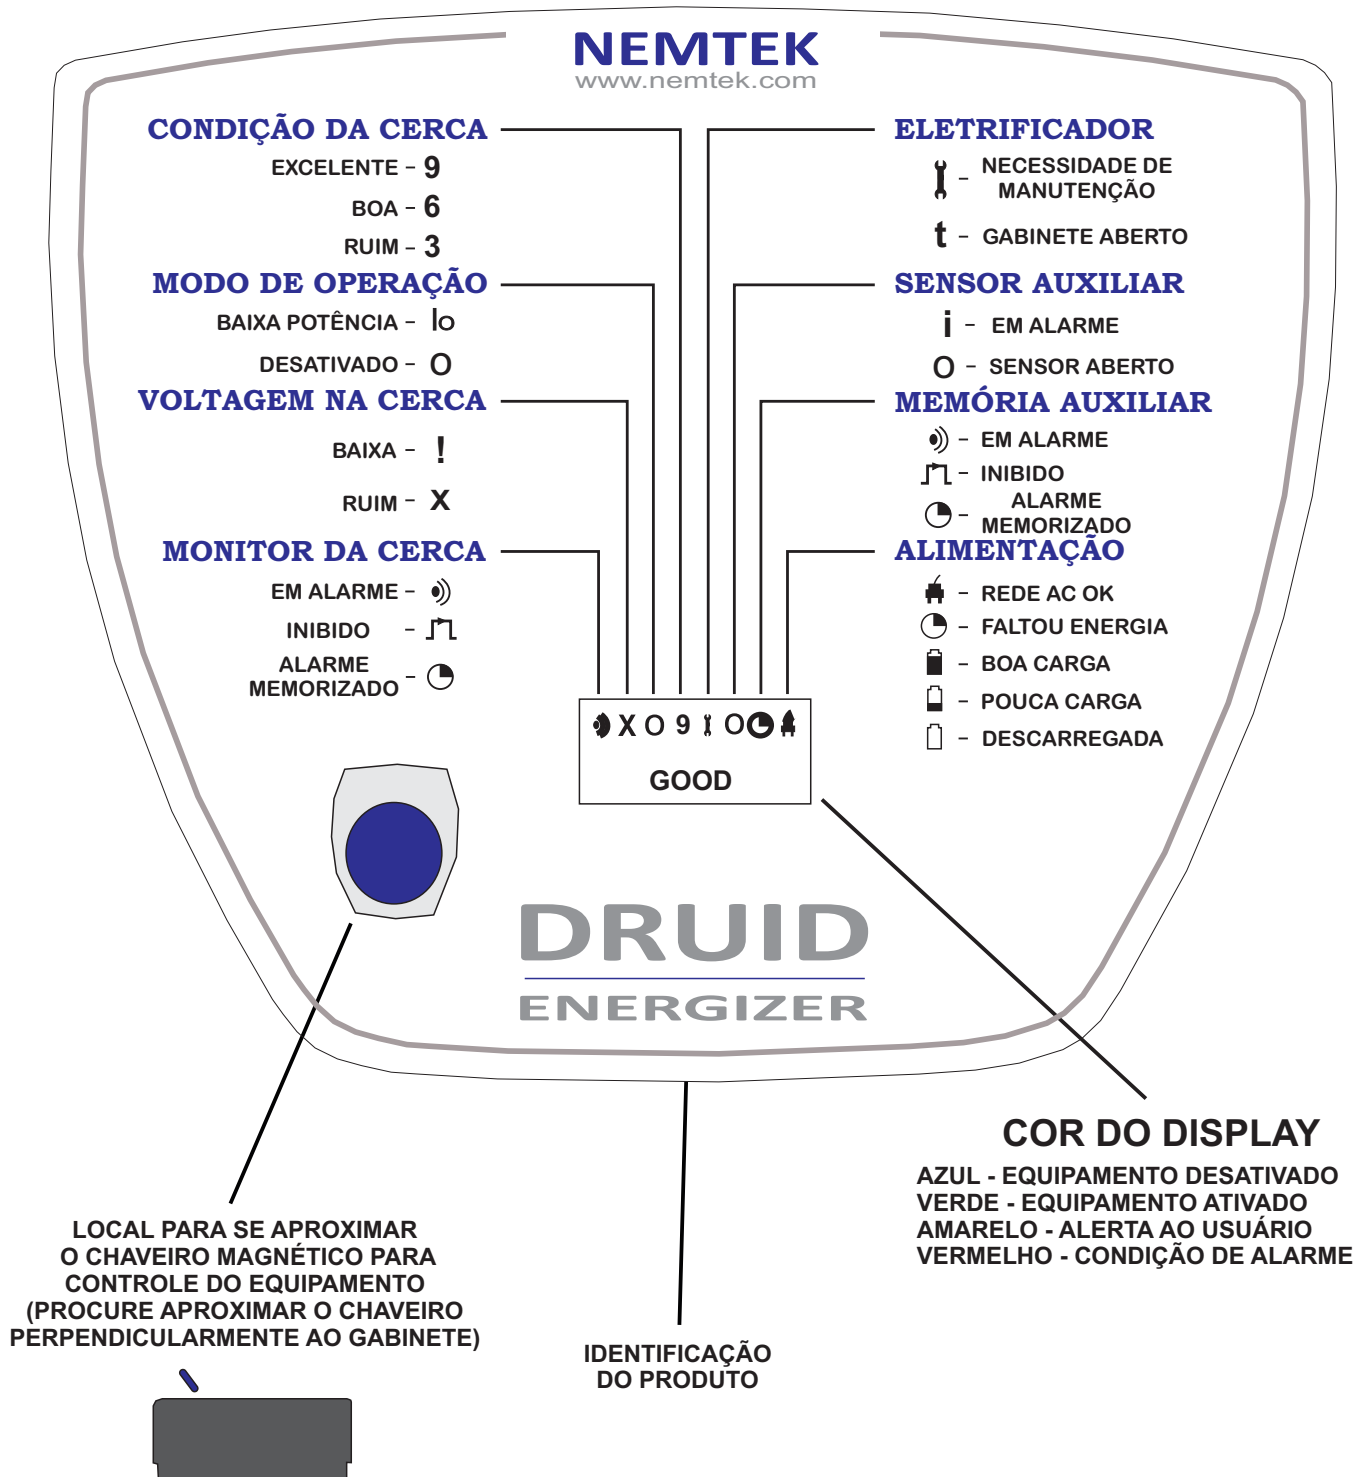 NEMTEK
www.nemtek.com
CONDIÇÃO DA CERCA
EXCELENTE – 9
BOA – 6
RUIM – 3
MODO DE OPERAÇÃO
BAIXA POTÊNCIA – lo
DESATIVADO – O
VOLTAGEM NA CERCA
BAIXA – !
RUIM – X
MONITOR DA CERCA
EM ALARME –
INIBIDO –
ALARME
MEMORIZADO –
ELETRIFICADOR
– NECESSIDADE DE
MANUTENÇÃO
t – GABINETE ABERTO
SENSOR AUXILIAR
i – EM ALARME
O – SENSOR ABERTO
MEMÓRIA AUXILIAR
– EM ALARME
– INIBIDO
ALARME
– MEMORIZADO
ALIMENTAÇÃO
– REDE AC OK
– FALTOU ENERGIA
– BOA CARGA
– POUCA CARGA
– DESCARREGADA
X O 9 O
GOOD
DRUID
ENERGIZER
COR DO DISPLAY
AZUL - EQUIPAMENTO DESATIVADO
VERDE - EQUIPAMENTO ATIVADO
AMARELO - ALERTA AO USUÁRIO
VERMELHO - CONDIÇÃO DE ALARME
LOCAL PARA SE APROXIMAR
O CHAVEIRO MAGNÉTICO PARA
CONTROLE DO EQUIPAMENTO
(PROCURE APROXIMAR O CHAVEIRO
PERPENDICULARMENTE AO GABINETE)
IDENTIFICAÇÃO
DO PRODUTO